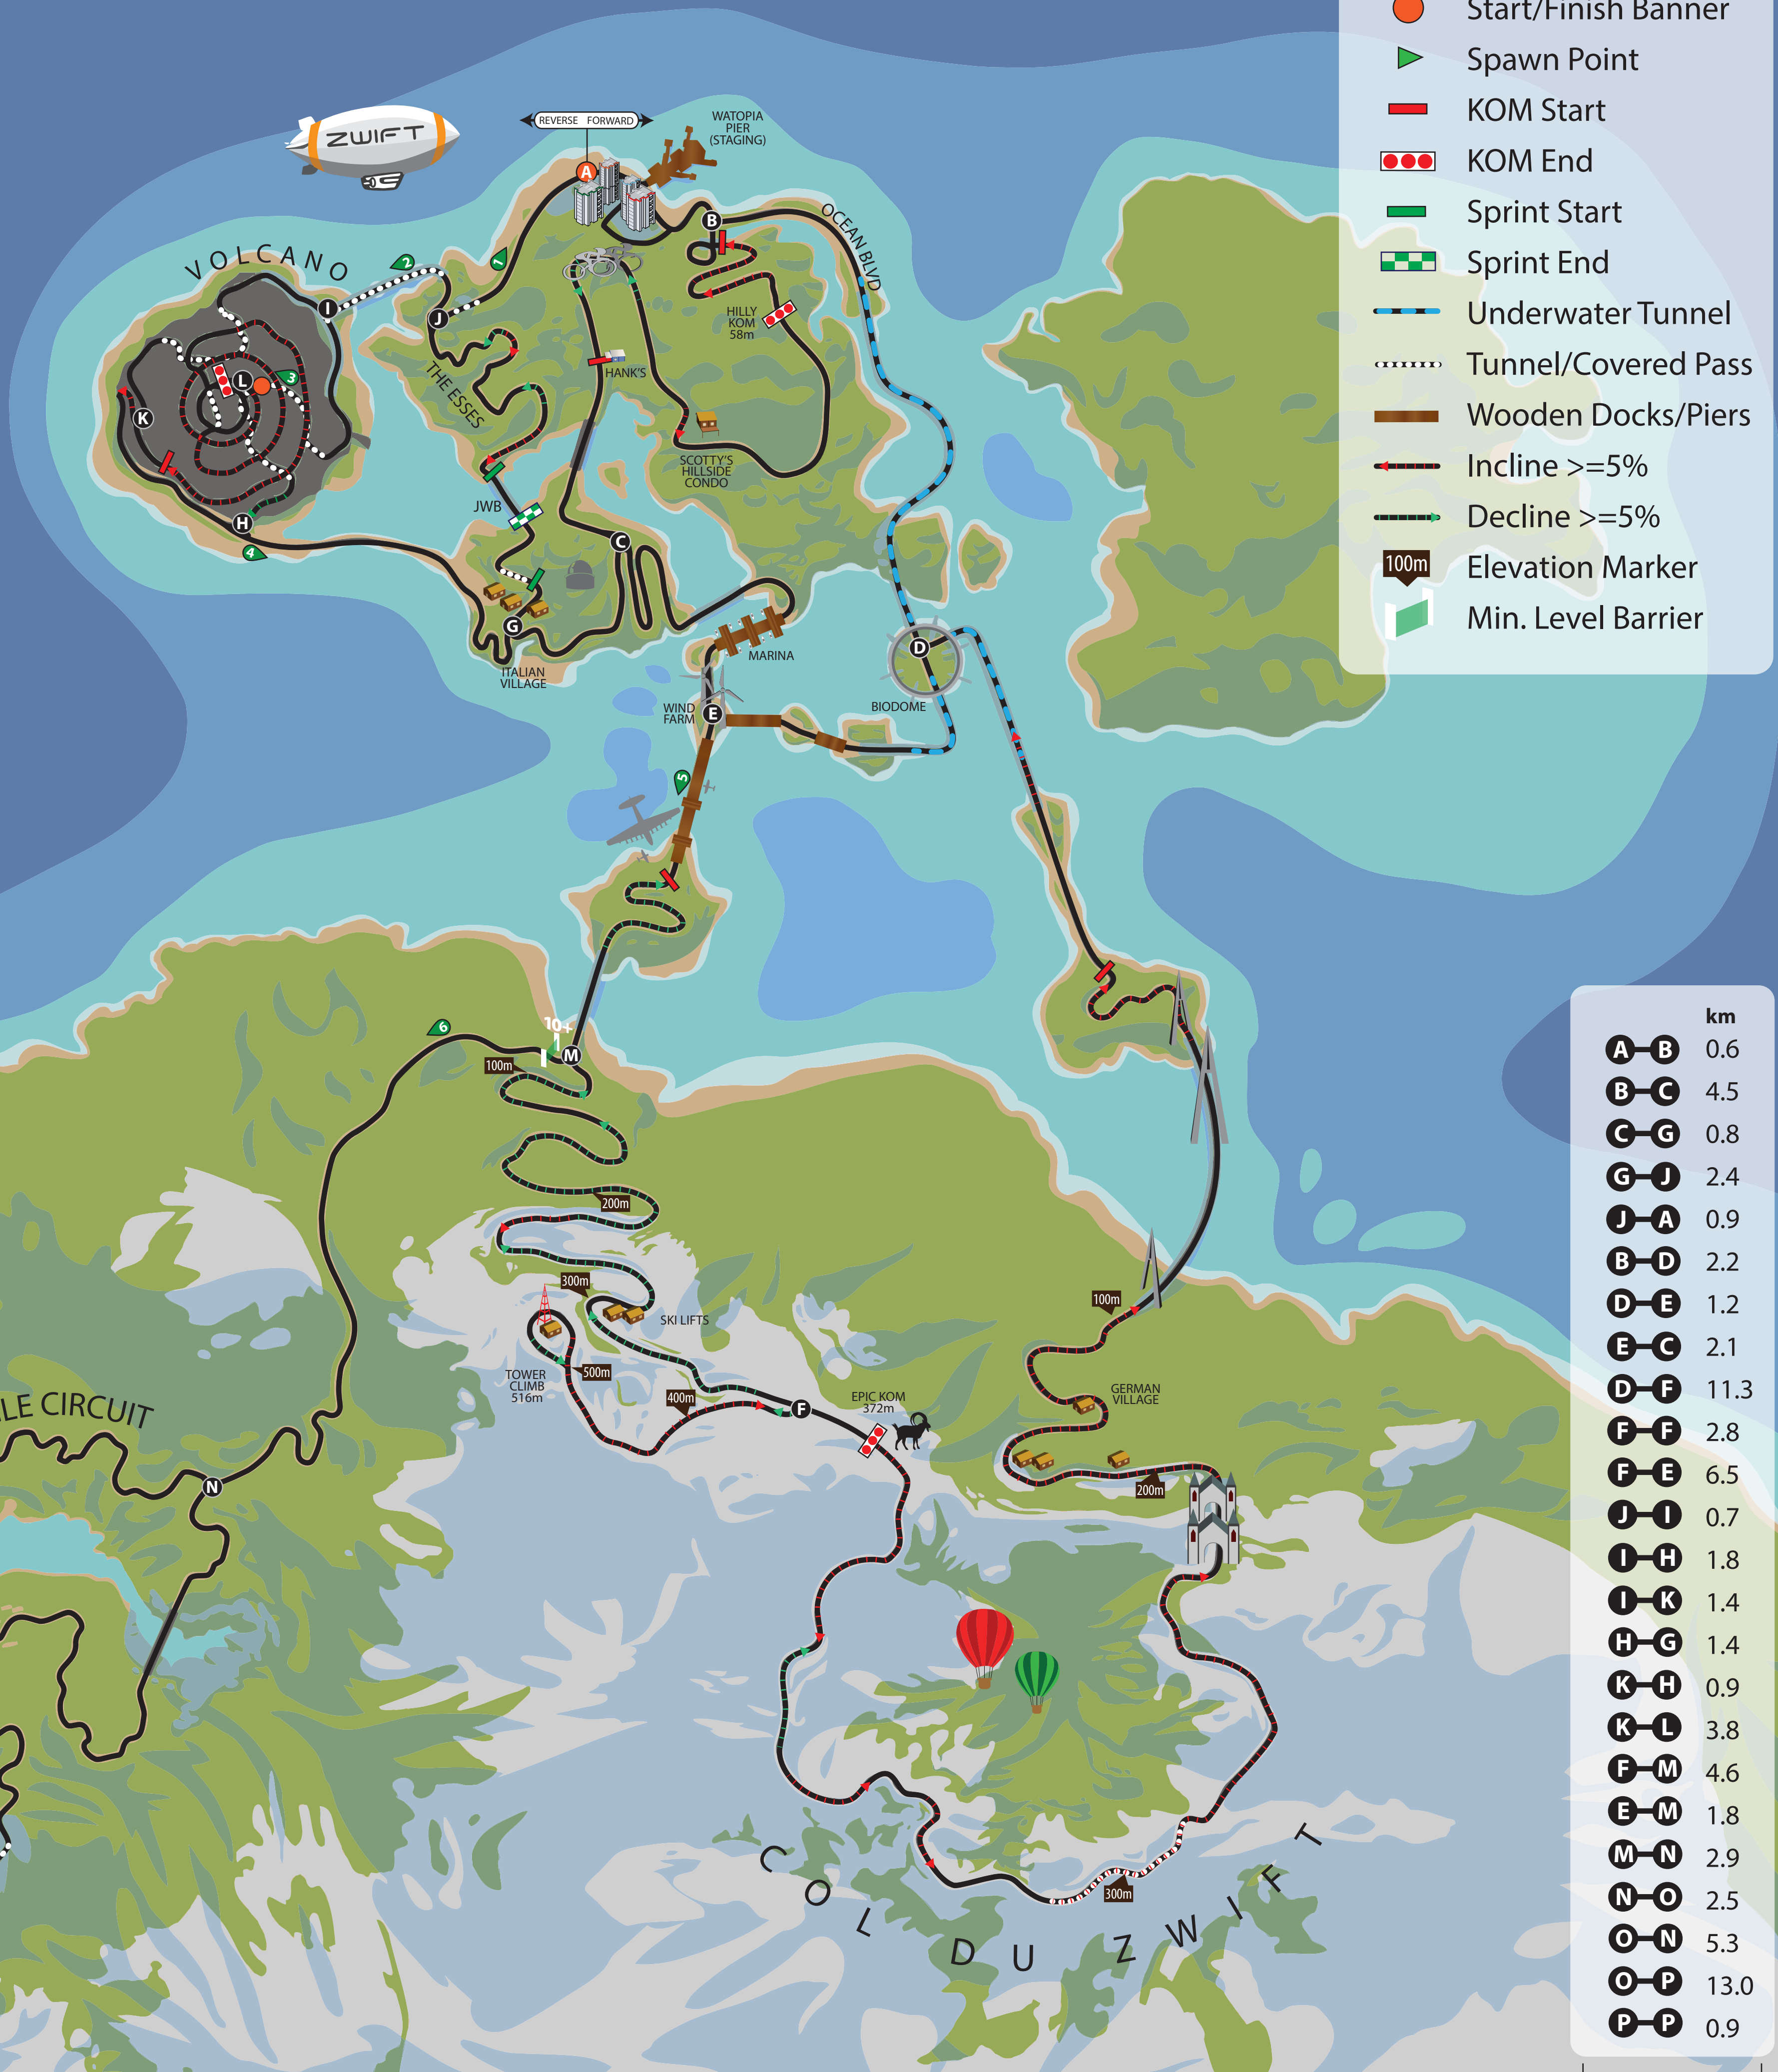 Start/Finish Banner
Spawn Point
KOM Start
KOM End
Sprint Start
Sprint End
Underwater Tunnel
Tunnel/Covered Pass
Wooden Docks/Piers
Incline >=5%
Decline >=5%
100m Elevation Marker
Min. Level Barrier
ZWIFT
REVERSE FORWARD
WATOPIA
PIER
(STAGING)
A
B
OCEAN BLVD
VOLCANO
2
1
I
J
HILLY
KOM
58m
HANK'S
THE ESSES
L
3
K
SCOTTY'S
HILLSIDE
CONDO
JWB
H
4
C
G
ITALIAN
VILLAGE
MARINA
D
BIODOME
WIND
FARM
E
5
6
10+
M
100m
200m
300m
SKI LIFTS
TOWER
CLIMB
516m
500m
400m
F
EPIC KOM
372m
100m
GERMAN
VILLAGE
200m
LE CIRCUIT
N
300m
COL DU ZWIFT
km
A B 0.6
B C 4.5
C G 0.8
G J 2.4
J A 0.9
B D 2.2
D E 1.2
E C 2.1
D F 11.3
F F 2.8
F E 6.5
J I 0.7
I H 1.8
I K 1.4
H G 1.4
K H 0.9
K L 3.8
F M 4.6
E M 1.8
M N 2.9
N O 2.5
O N 5.3
O P 13.0
P P 0.9